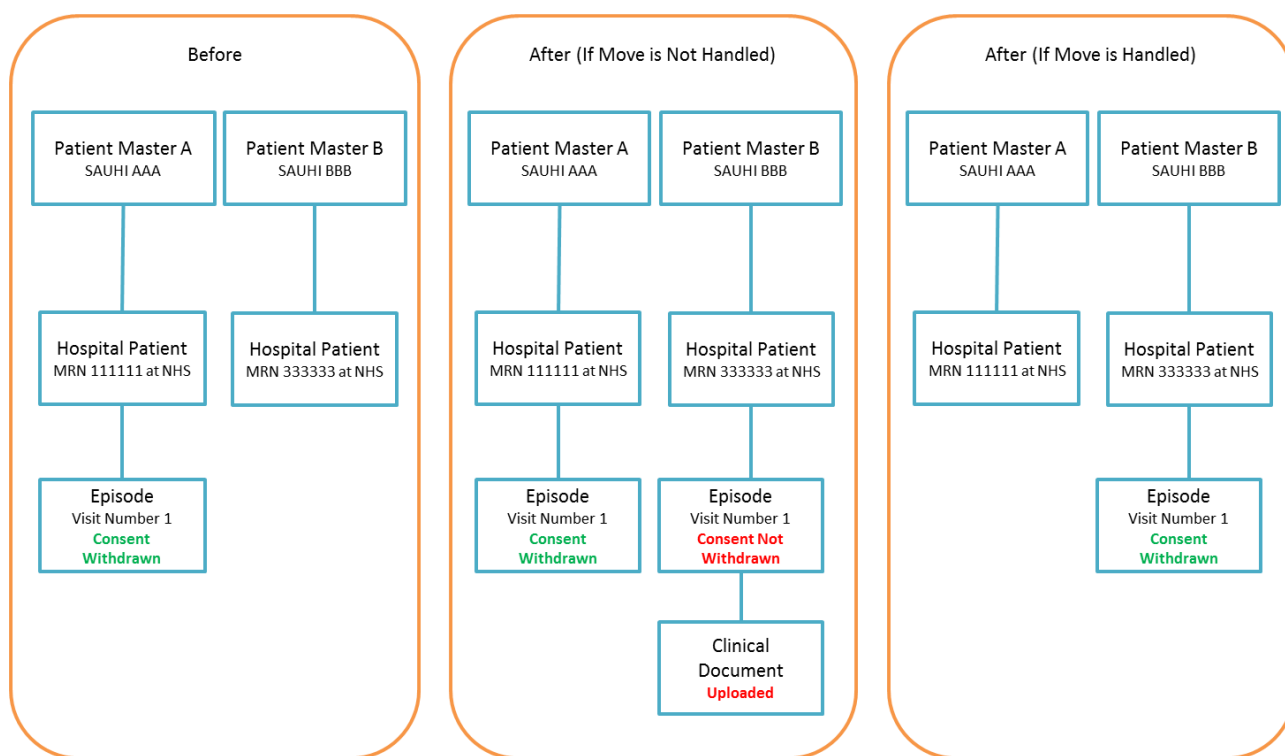 Before
Patient Master A
SAUHI AAA
Patient Master B
SAUHI BBB
Hospital Patient
MRN 111111 at NHS
Hospital Patient
MRN 333333 at NHS
Episode
Visit Number 1
Consent
Withdrawn
After (If Move is Not Handled)
Patient Master A
SAUHI AAA
Patient Master B
SAUHI BBB
Hospital Patient
MRN 111111 at NHS
Hospital Patient
MRN 333333 at NHS
Episode
Visit Number 1
Consent
Withdrawn
Episode
Visit Number 1
Consent Not
Withdrawn
Clinical
Document
Uploaded
After (If Move is Handled)
Patient Master A
SAUHI AAA
Patient Master B
SAUHI BBB
Hospital Patient
MRN 111111 at NHS
Hospital Patient
MRN 333333 at NHS
Episode
Visit Number 1
Consent
Withdrawn